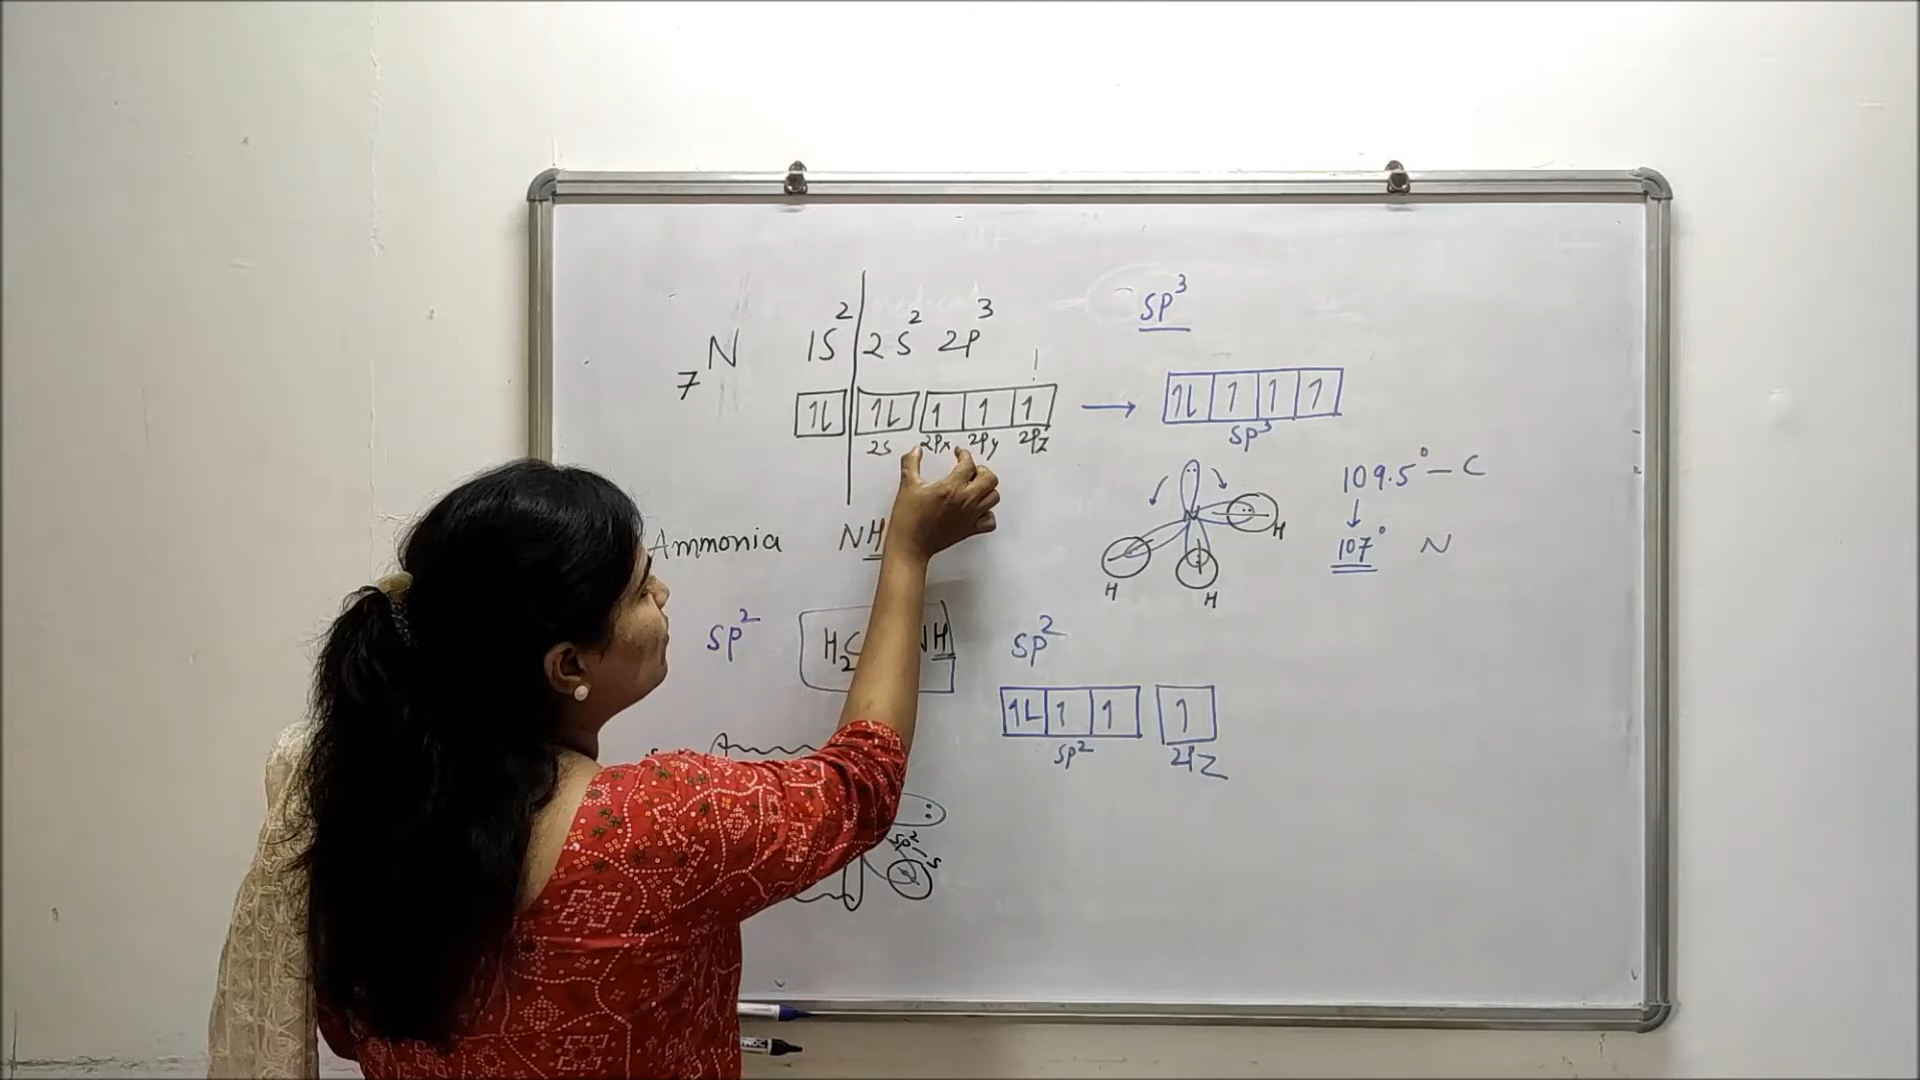 7N 1S² 2S² 2P³
1L 1L 1 1 1
2S 2Px 2Py 2Pz
SP³
1L 1 1 1
SP³
109.5° – C
↓
107° N
H H H
Ammonia NH
SP² H₂C NH
SP²
1L 1 1 1
SP² 2Pz
SP²
S